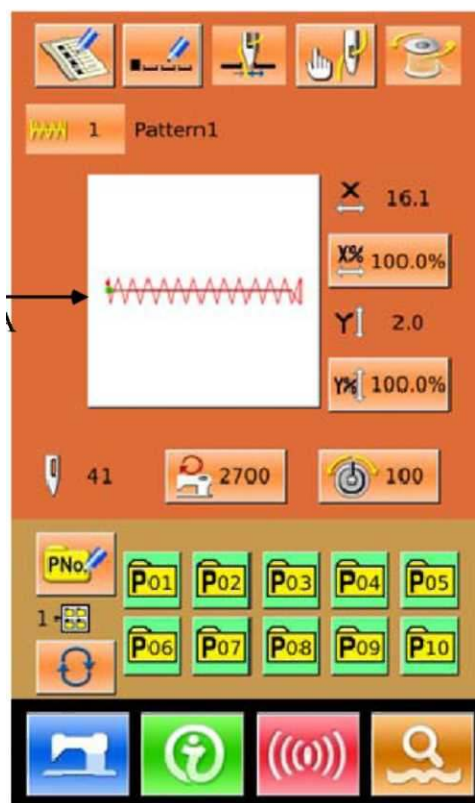 1 Pattern1
X 16.1
X% 100.0%
A
Y 2.0
Y% 100.0%
41 2700 100
PNo.
P01 P02 P03 P04 P05
1
P06 P07 P08 P09 P10